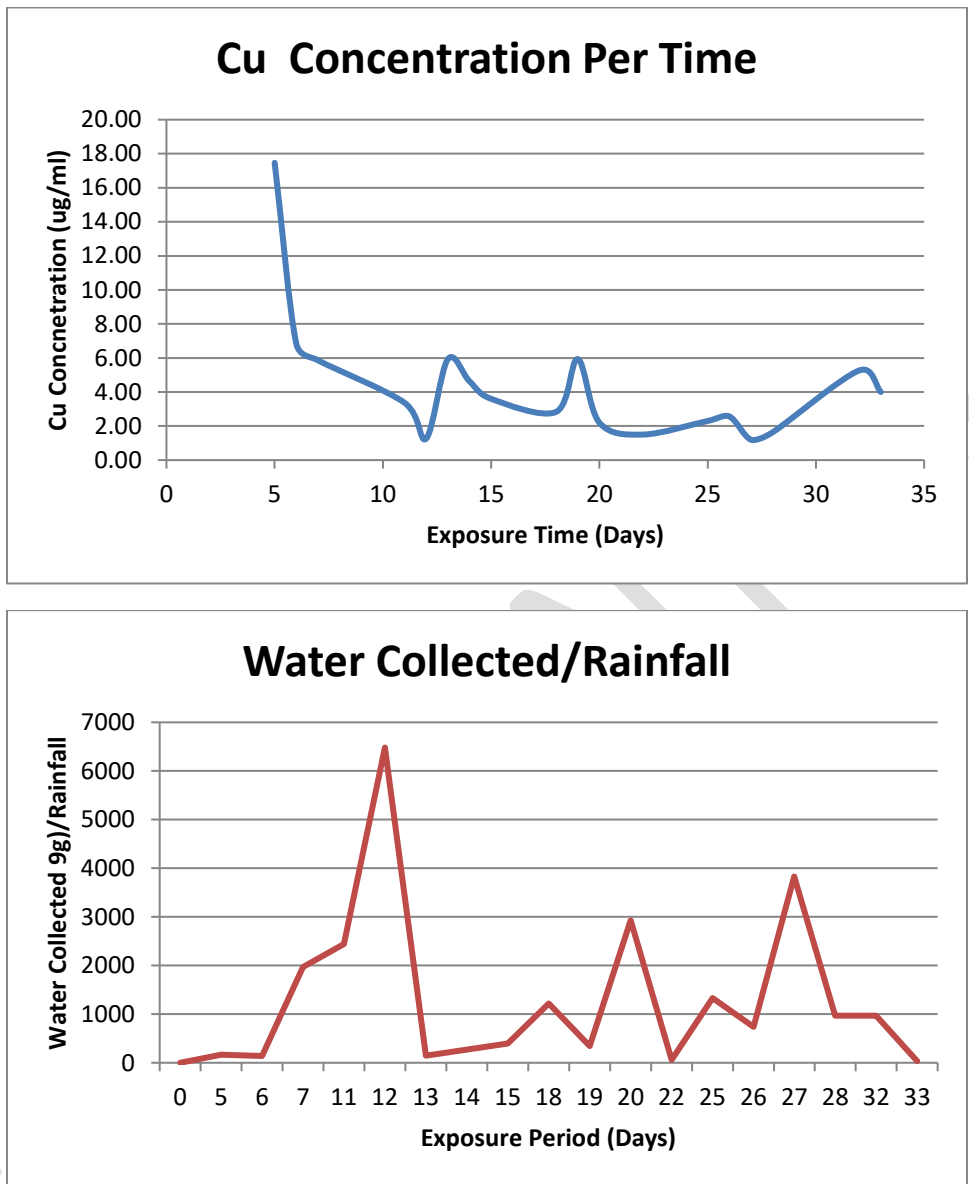 Cu  Concentration Per Time
20.00
18.00
16.00
14.00
12.00
10.00
8.00
6.00
4.00
2.00
0.00
Cu Concnetration (ug/ml)
0 5 10 15 20 25 30 35
Exposure Time (Days)
Water Collected/Rainfall
7000
6000
5000
4000
3000
2000
1000
0
Water Collected 9g)/Rainfall
0 5 6 7 11 12 13 14 15 18 19 20 22 25 26 27 28 32 33
Exposure Period (Days)